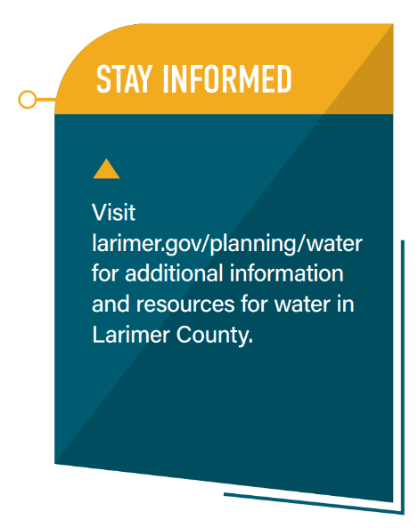 STAY INFORMED
Visit
larimer.gov/planning/water
for additional information
and resources for water in
Larimer County.